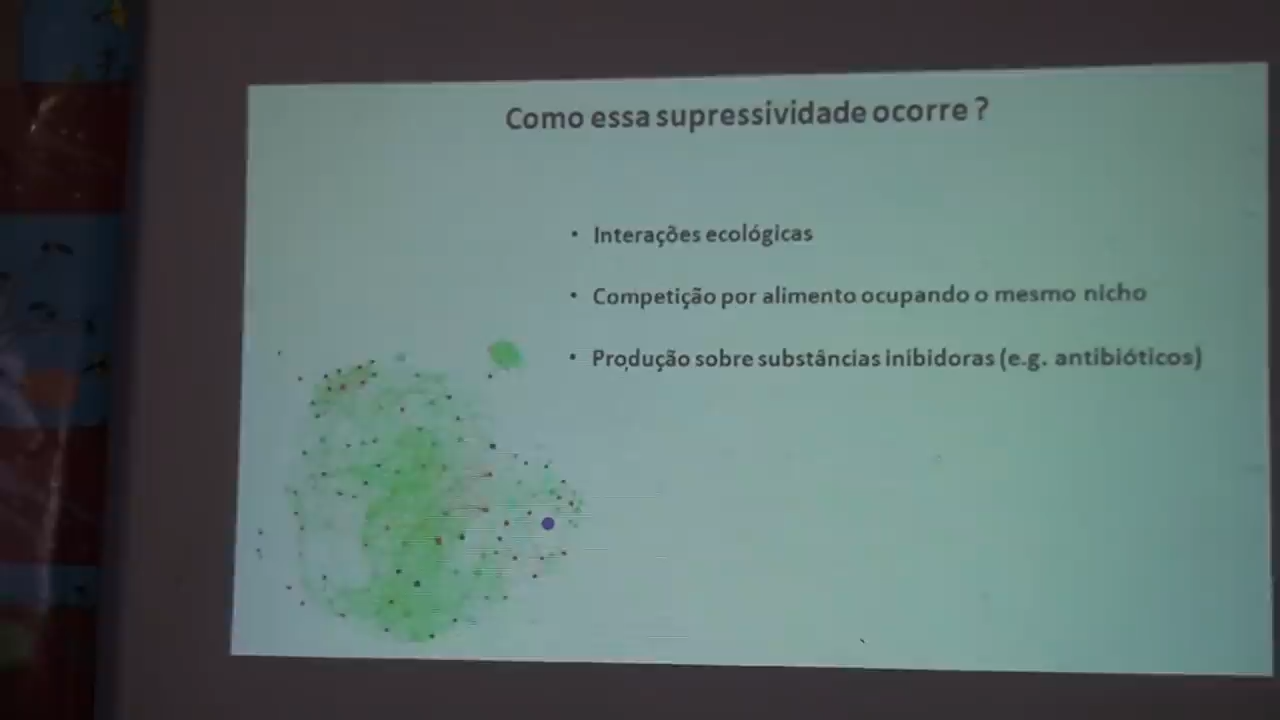 Como essa supressividade ocorre ?
• Interações ecológicas
• Competição por alimento ocupando o mesmo nicho
• Produção sobre substâncias inibidoras (e.g. antibióticos)